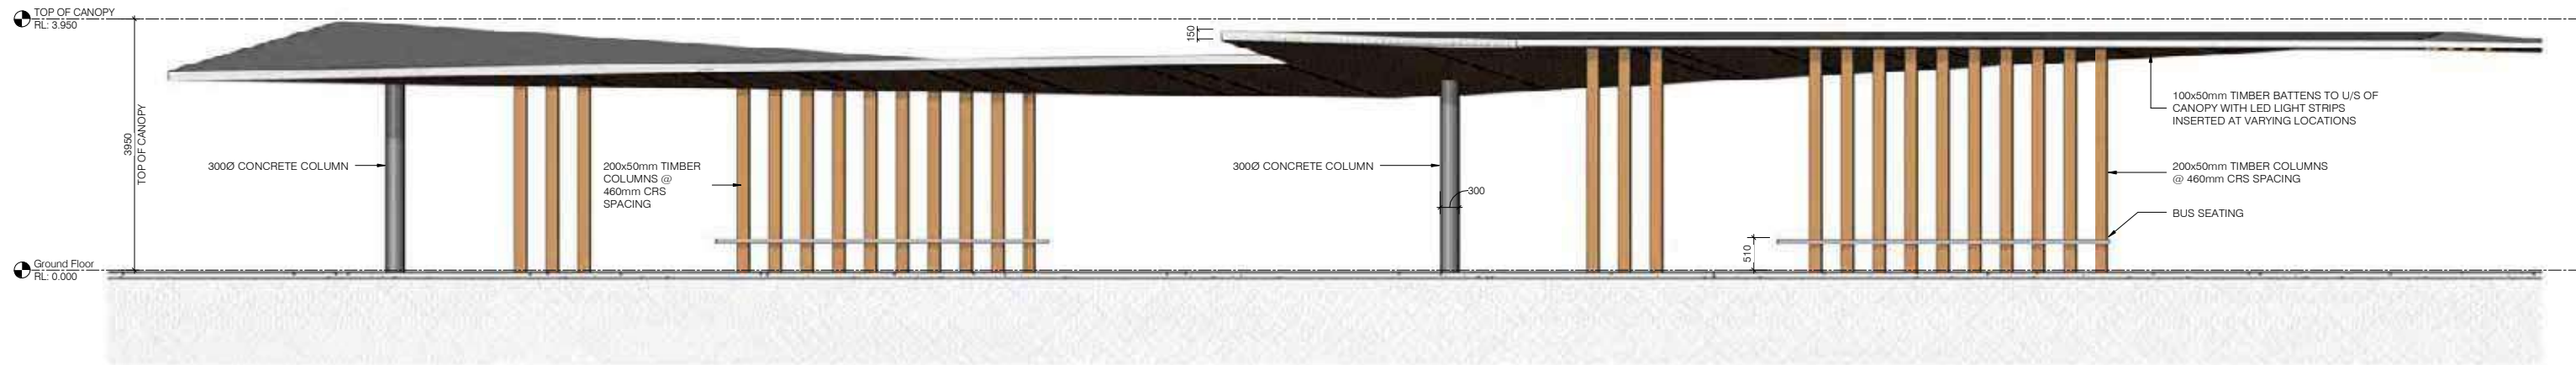 TOP OF CANOPY
RL: 3.950
150
3950
TOP OF CANOPY
100x50mm TIMBER BATTENS TO U/S OF
CANOPY WITH LED LIGHT STRIPS
INSERTED AT VARYING LOCATIONS
300Ø CONCRETE COLUMN
200x50mm TIMBER
COLUMNS @
460mm CRS
SPACING
300Ø CONCRETE COLUMN
300
200x50mm TIMBER COLUMNS
@ 460mm CRS SPACING
BUS SEATING
510
Ground Floor
RL: 0.000